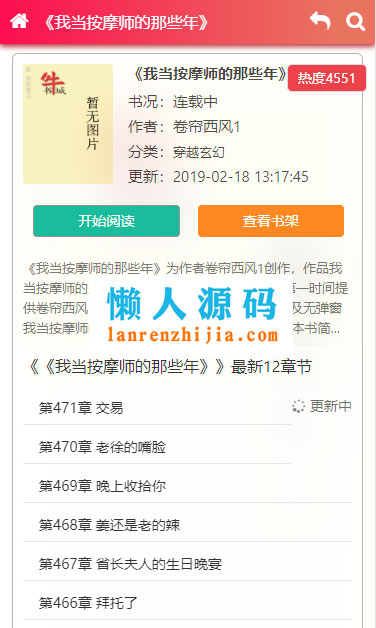 《我当按摩师的那些年》
牛
书城
暂无图片
《我当按摩师的那些年》
热度4551
书况：连载中
作者：卷帘西风1
分类：穿越玄幻
更新：2019-02-18 13:17:45
开始阅读
查看书架
《我当按摩师的那些年》为作者卷帘西风1创作，作品我
当按摩师的 第一时间提
供卷帘西风 及无弹窗
我当按摩师 本书简...
懒人源码
lanrenzhijia.com
《《我当按摩师的那些年》》最新12章节
更新中
第471章 交易
第470章 老徐的嘴脸
第469章 晚上收拾你
第468章 姜还是老的辣
第467章 省长夫人的生日晚宴
第466章 拜托了